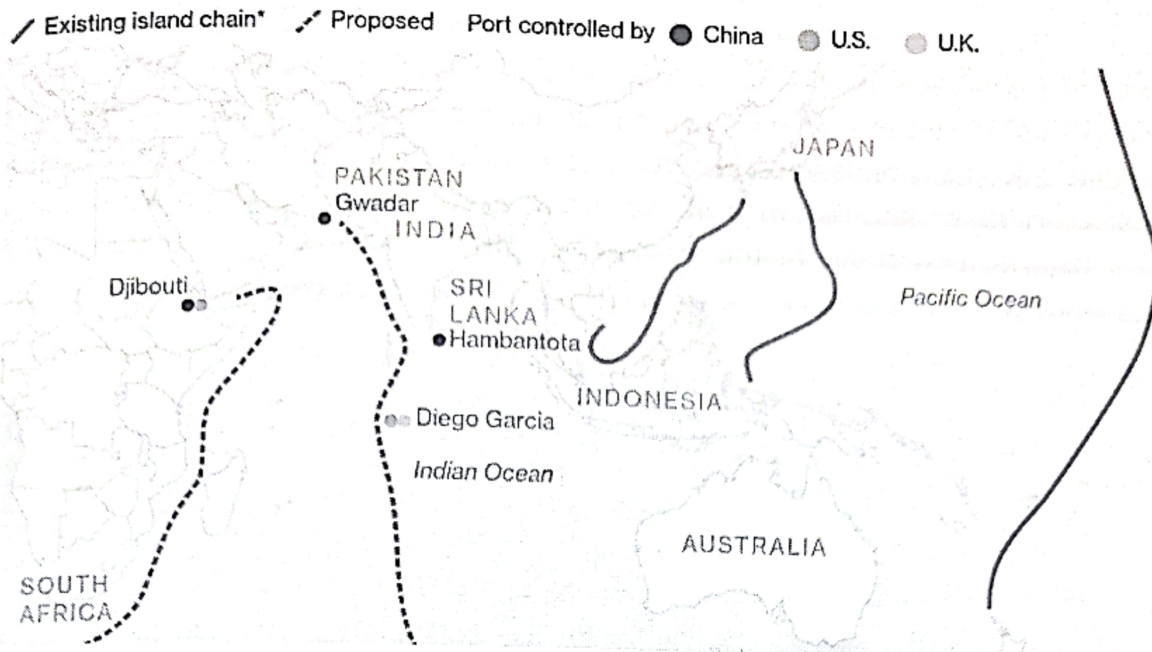 Existing island chain* Proposed Port controlled by China U.S. U.K.
JAPAN
PAKISTAN
Gwadar
INDIA
Djibouti
SRI
LANKA
Hambantota
Pacific Ocean
INDONESIA
Diego Garcia
Indian Ocean
AUSTRALIA
SOUTH
AFRICA